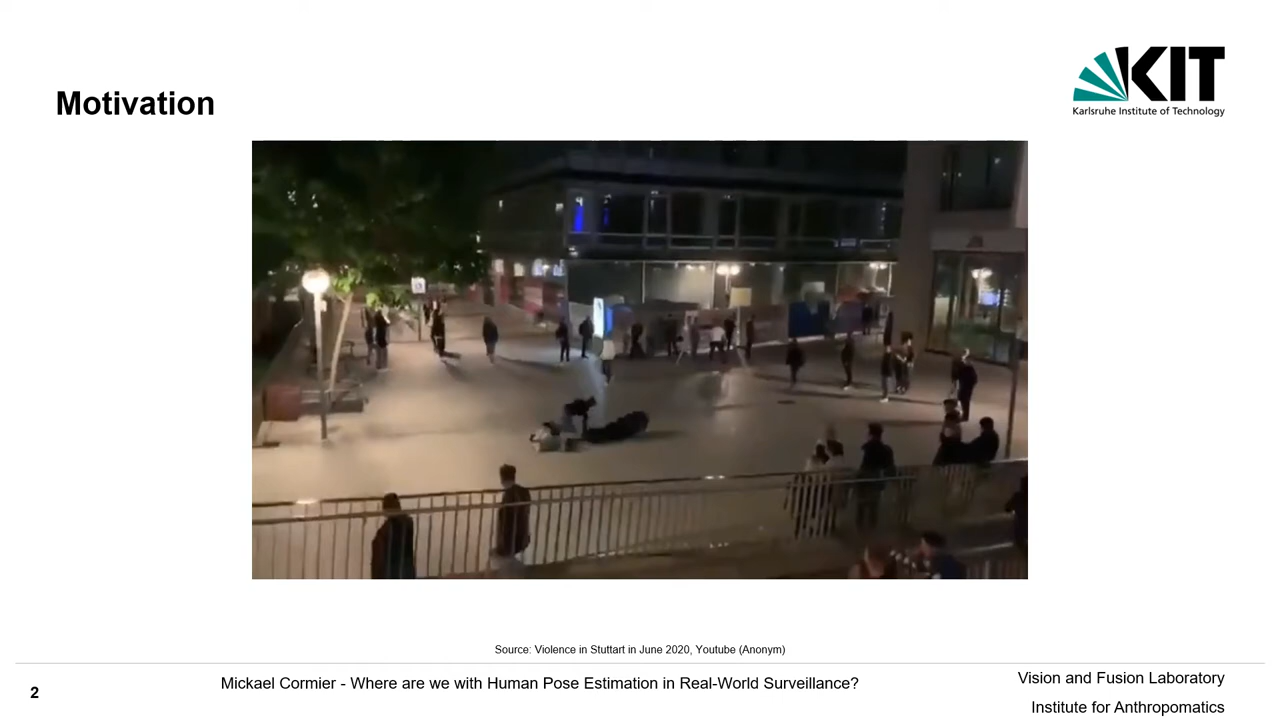 KIT
Karlsruhe Institute of Technology
Motivation
Source: Violence in Stuttart in June 2020, Youtube (Anonym)
2
Mickael Cormier - Where are we with Human Pose Estimation in Real-World Surveillance?
Vision and Fusion Laboratory
Institute for Anthropomatics